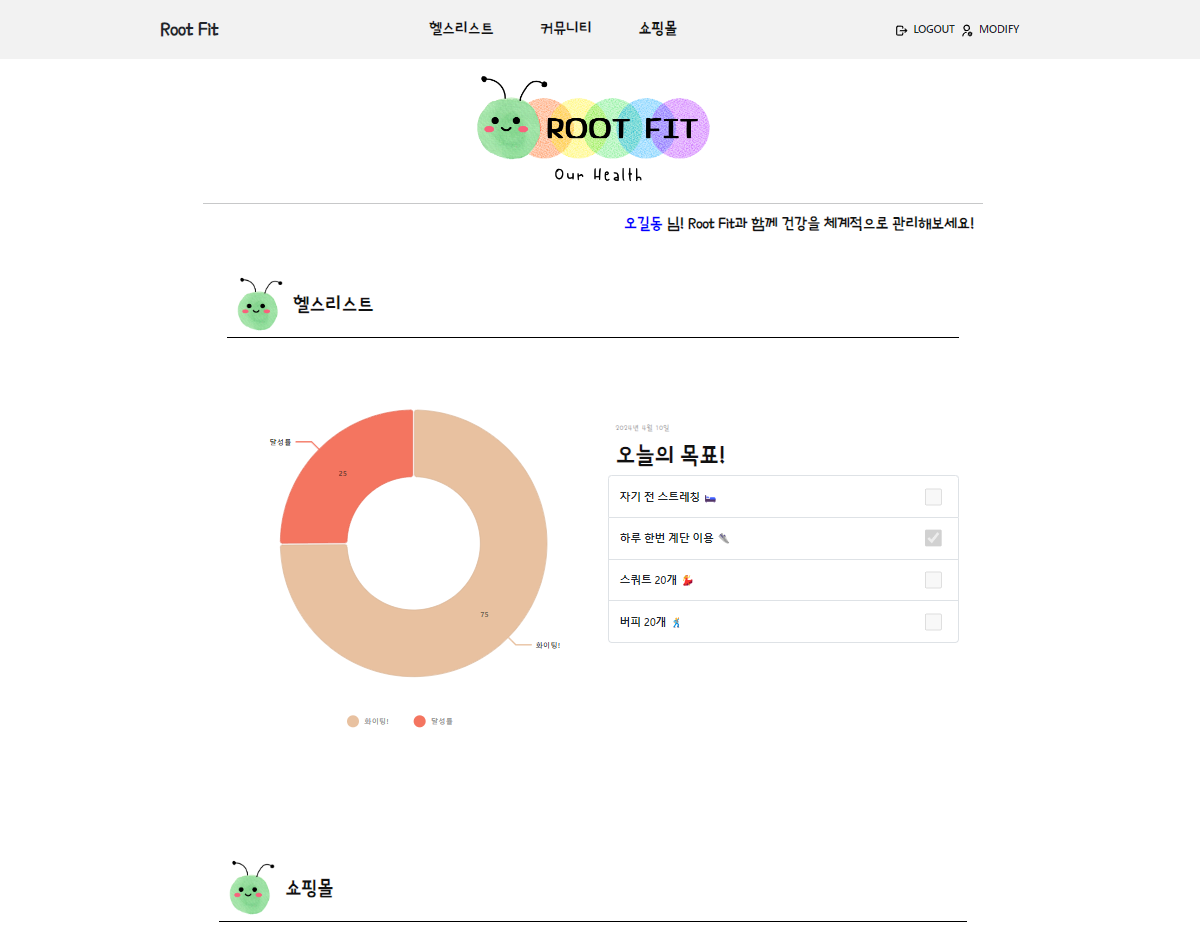 Root Fit
헬스리스트 커뮤니티 쇼핑몰
LOGOUT MODIFY
ROOT FIT
Our Health
오길동 님! Root Fit과 함께 건강을 체계적으로 관리해보세요!
헬스리스트
달성률
25
75
화이팅!
화이팅! 달성률
2024년 4월 10일
오늘의 목표!
자기 전 스트레칭 🛌
하루 한번 계단 이용
스쿼트 20개 💃
버피 20개
쇼핑몰